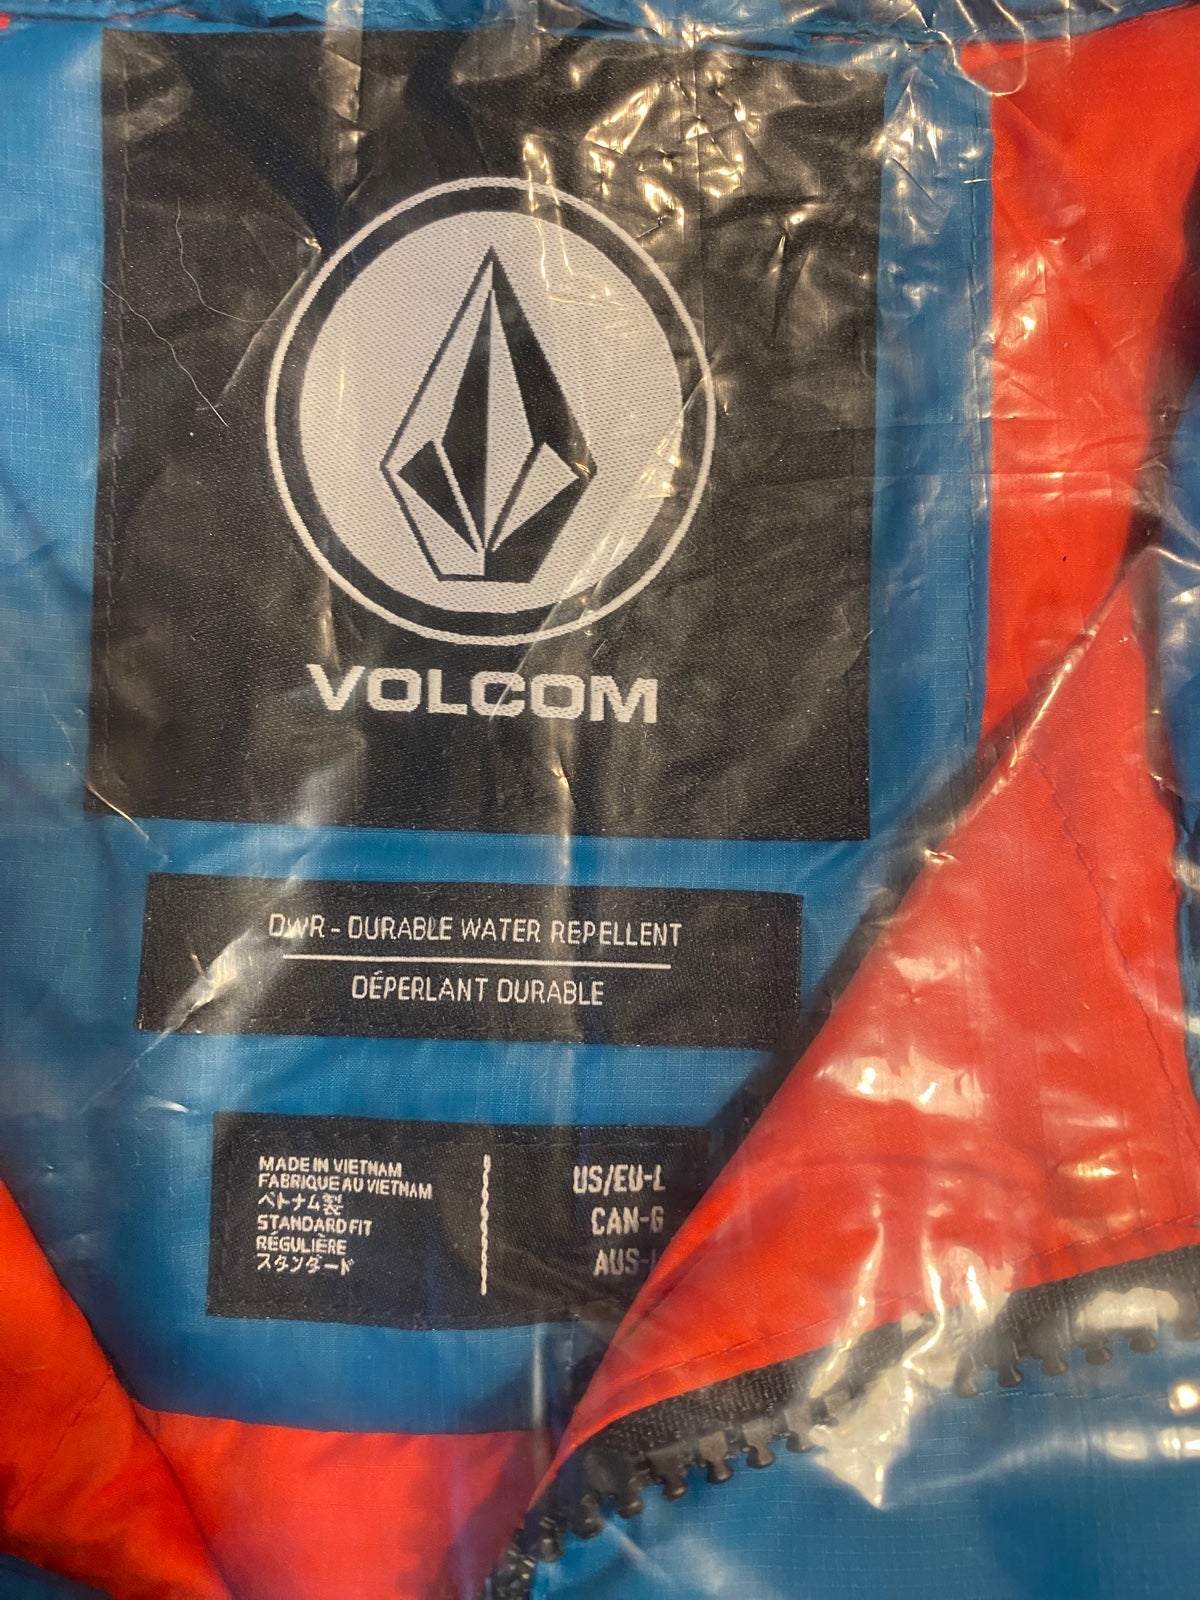 VOLCOM
DWR - DURABLE WATER REPELLENT
DÉPERLANT DURABLE
MADE IN VIETNAM
FABRIQUE AU VIETNAM
ベトナム製
STANDARD FIT
RÉGULIÈRE
スタンダード
US/EU-L
CAN-G